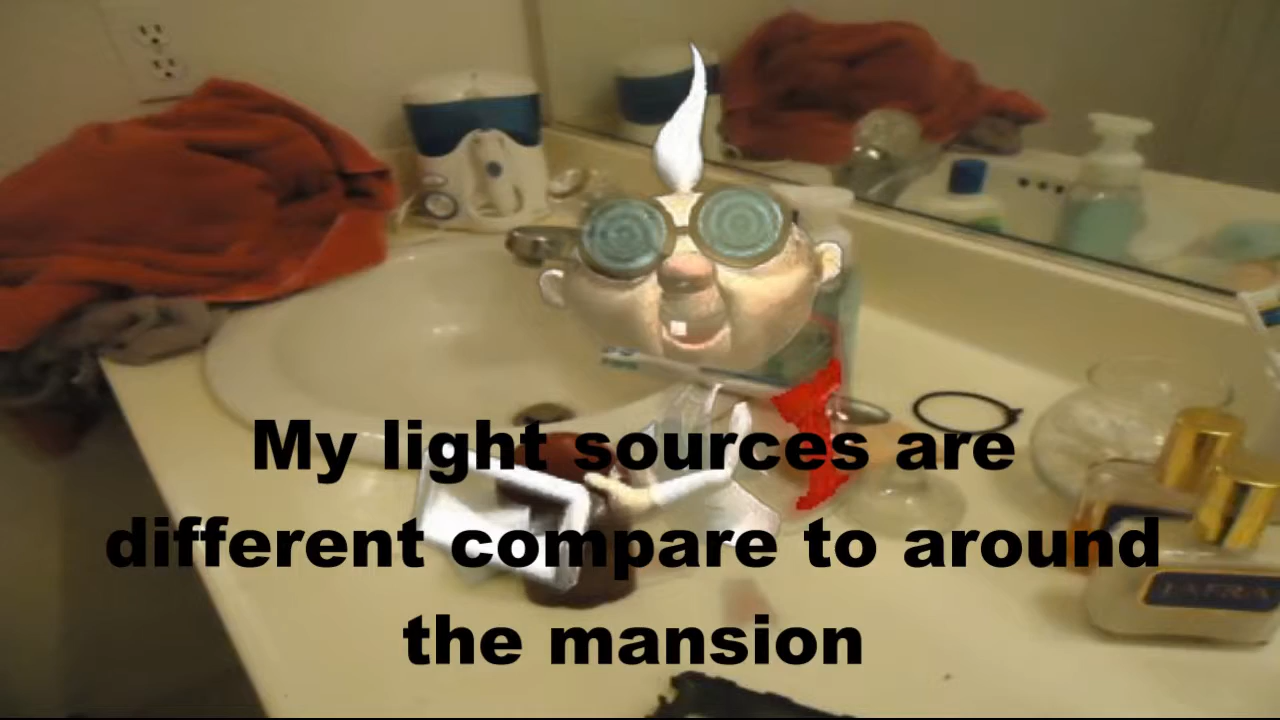 My light sources are
different compare to around
the mansion